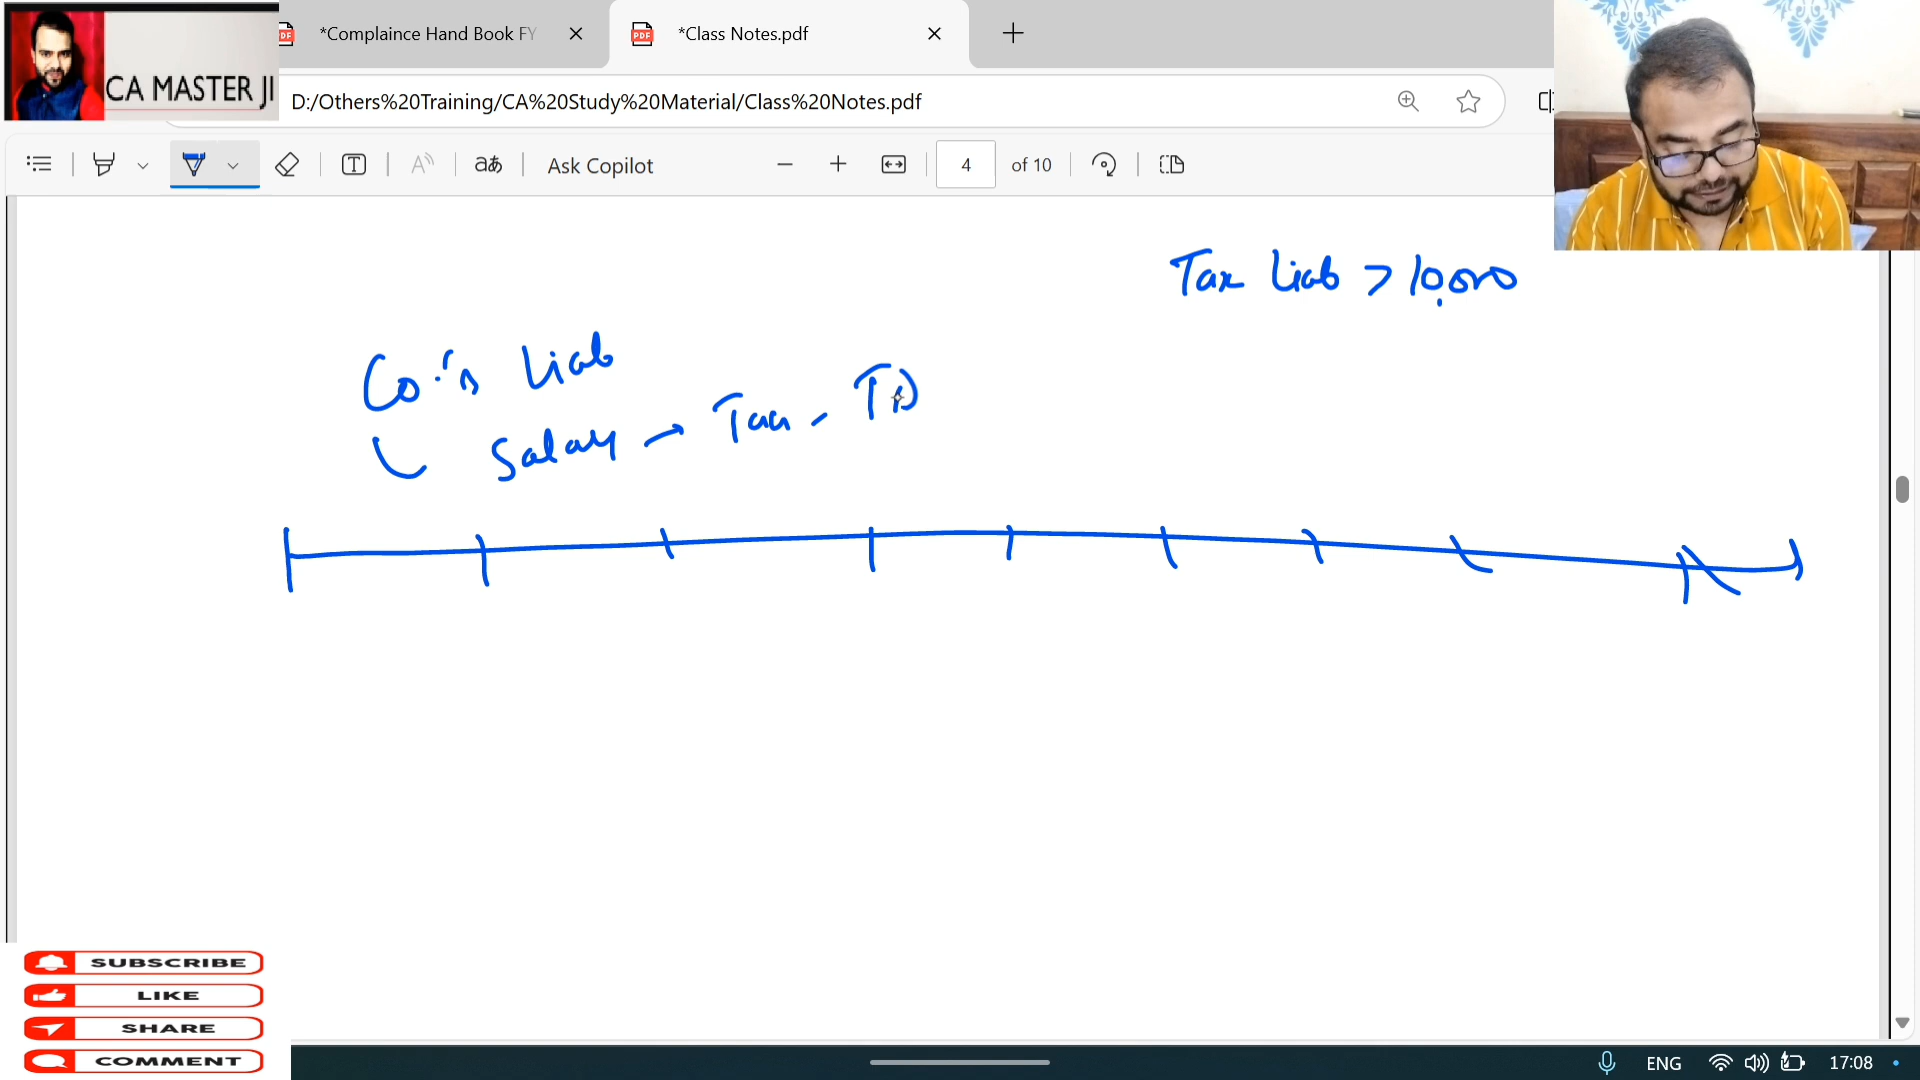 *Complaince Hand Book FY
*Class Notes.pdf
CA MASTER JI
D:/Others%20Training/CA%20Study%20Material/Class%20Notes.pdf
Ask Copilot
4 of 10
Tax Liab > 10,000
Co.'s Liab
Salary → Tax - TD
SUBSCRIBE
LIKE
SHARE
COMMENT
ENG
17:08